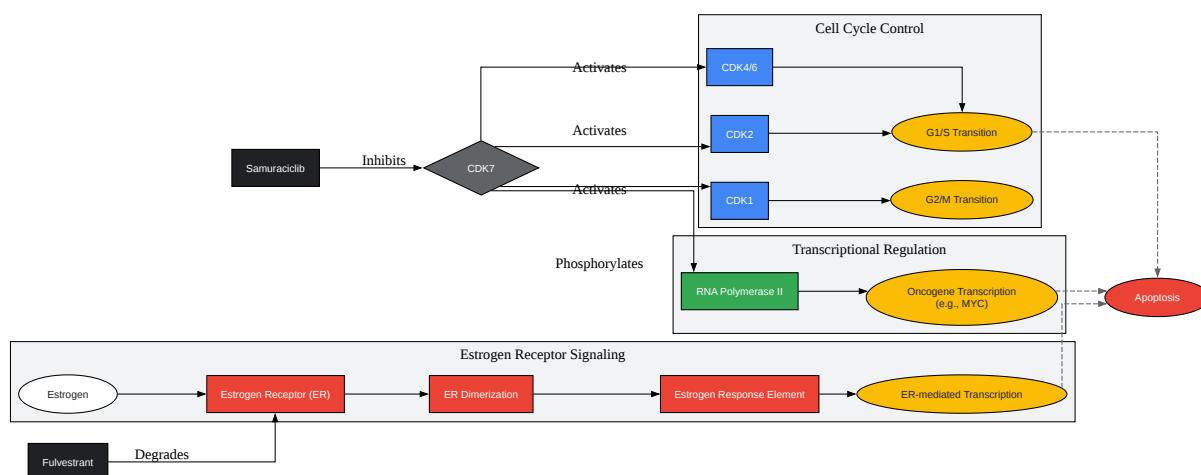 Cell Cycle Control
Activates
CDK4/6
Activates
CDK2
G1/S Transition
Samuraciclib
Inhibits
CDK7
Activates
CDK1
G2/M Transition
Transcriptional Regulation
Phosphorylates
RNA Polymerase II
Oncogene Transcription
(e.g., MYC)
Apoptosis
Estrogen Receptor Signaling
Estrogen
Estrogen Receptor (ER)
ER Dimerization
Estrogen Response Element
ER-mediated Transcription
Fulvestrant
Degrades